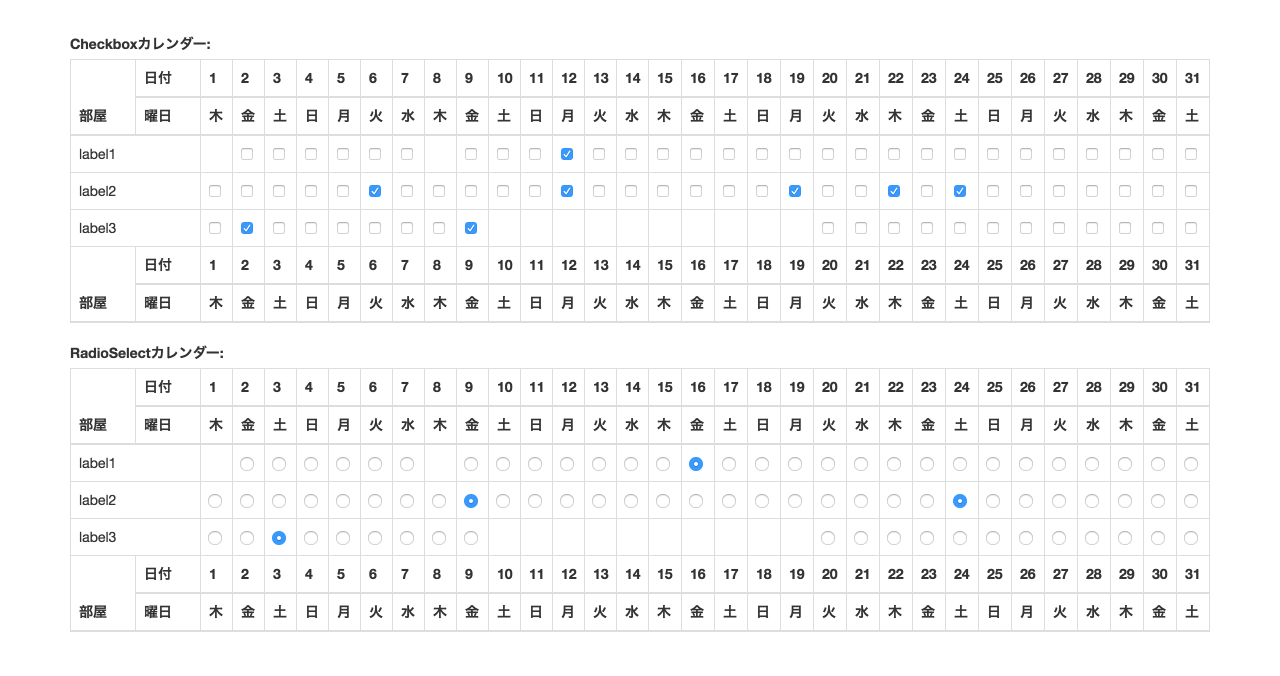 Checkboxカレンダー:
日付 1 2 3 4 5 6 7 8 9 10 11 12 13 14 15 16 17 18 19 20 21 22 23 24 25 26 27 28 29 30 31
部屋 曜日 木 金 土 日 月 火 水 木 金 土 日 月 火 水 木 金 土 日 月 火 水 木 金 土 日 月 火 水 木 金 土
label1
label2
label3
日付 1 2 3 4 5 6 7 8 9 10 11 12 13 14 15 16 17 18 19 20 21 22 23 24 25 26 27 28 29 30 31
部屋 曜日 木 金 土 日 月 火 水 木 金 土 日 月 火 水 木 金 土 日 月 火 水 木 金 土 日 月 火 水 木 金 土
RadioSelectカレンダー:
日付 1 2 3 4 5 6 7 8 9 10 11 12 13 14 15 16 17 18 19 20 21 22 23 24 25 26 27 28 29 30 31
部屋 曜日 木 金 土 日 月 火 水 木 金 土 日 月 火 水 木 金 土 日 月 火 水 木 金 土 日 月 火 水 木 金 土
label1
label2
label3
日付 1 2 3 4 5 6 7 8 9 10 11 12 13 14 15 16 17 18 19 20 21 22 23 24 25 26 27 28 29 30 31
部屋 曜日 木 金 土 日 月 火 水 木 金 土 日 月 火 水 木 金 土 日 月 火 水 木 金 土 日 月 火 水 木 金 土